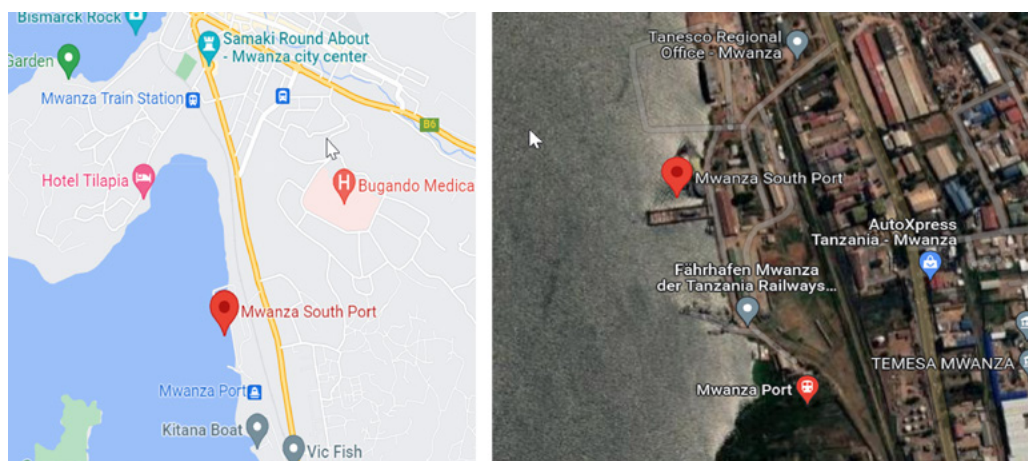 Bismarck Rock
Garden
Samaki Round About
- Mwanza city center
Mwanza Train Station
B6
Hotel Tilapia
H
Bugando Medica
Mwanza South Port
Mwanza Port
Kitana Boat
Vic Fish
Tanesco Regional
Office - Mwanza
Mwanza South Port
AutoXpress
Tanzania - Mwanza
Fährhafen Mwanza
der Tanzania Railways...
TEMESA MWANZA
Mwanza Port